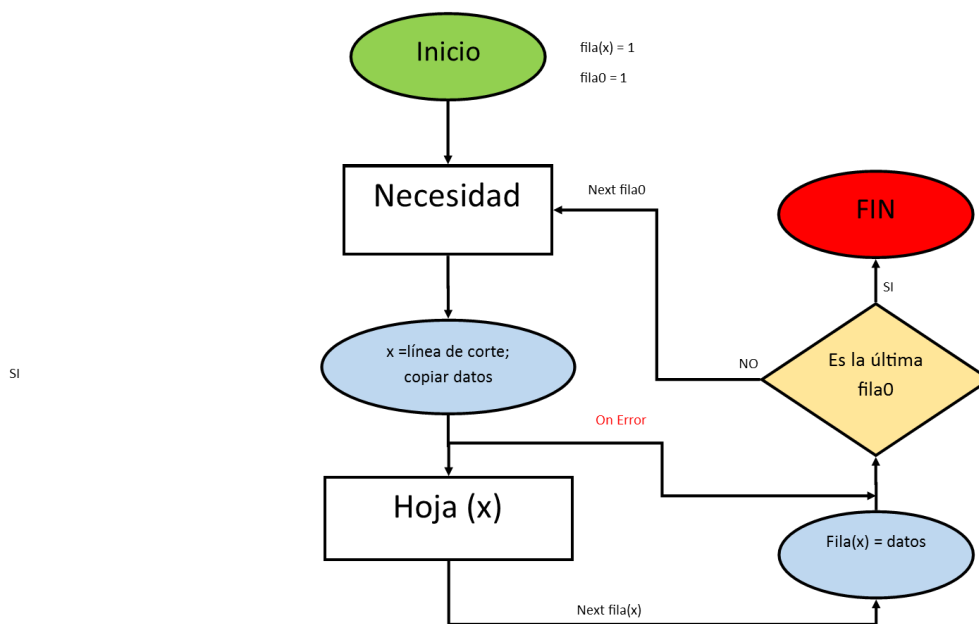 Inicio
fila(x) = 1
fila0 = 1
Necesidad
Next fila0
FIN
SI
x =línea de corte;
copiar datos
NO
Es la última
fila0
SI
On Error
Hoja (x)
Fila(x) = datos
Next fila(x)